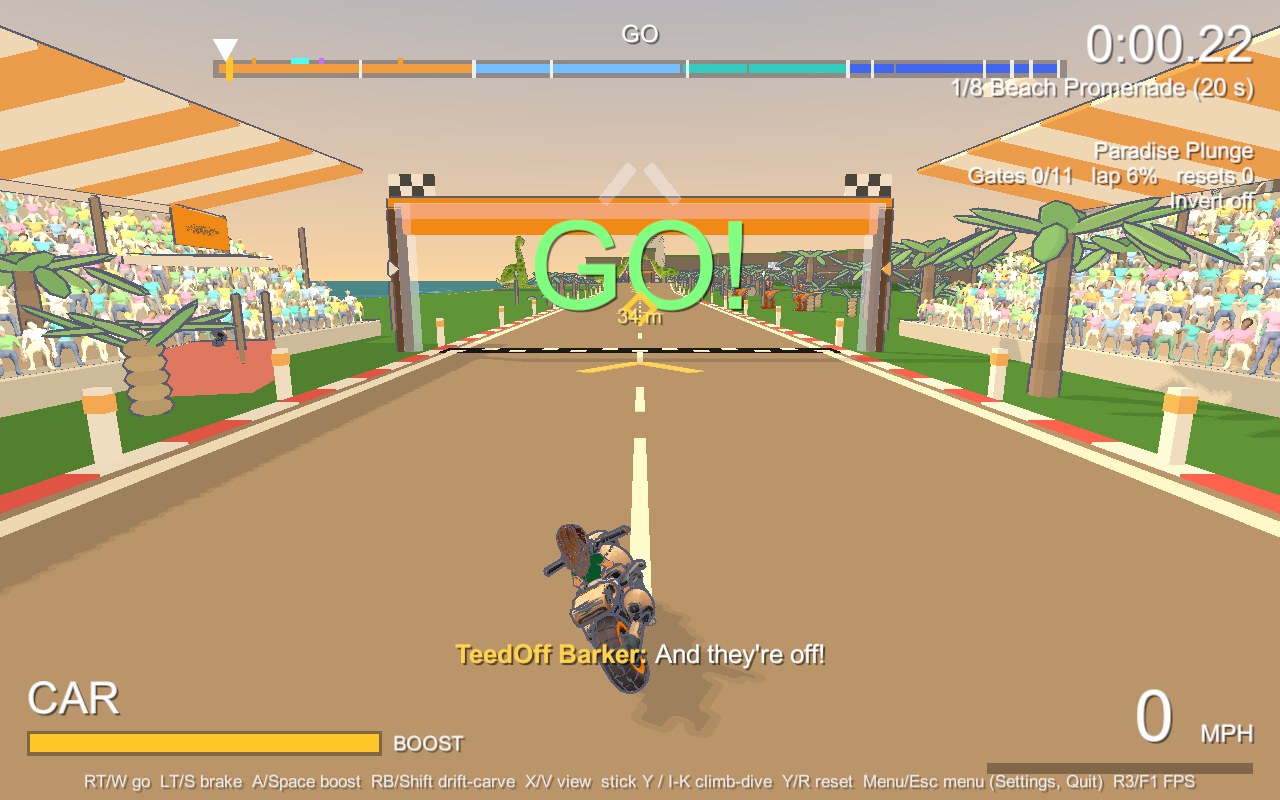 GO
0:00.22
1/8 Beach Promenade (20 s)
Paradise Plunge
Gates 0/11 lap 6% resets 0
Invert off
GO!
34 m
TeedOff Barker: And they're off!
CAR
BOOST
0 MPH
RT/W go LT/S brake A/Space boost RB/Shift drift-carve X/V view stick Y / I-K climb-dive Y/R reset Menu/Esc menu (Settings, Quit) R3/F1 FPS